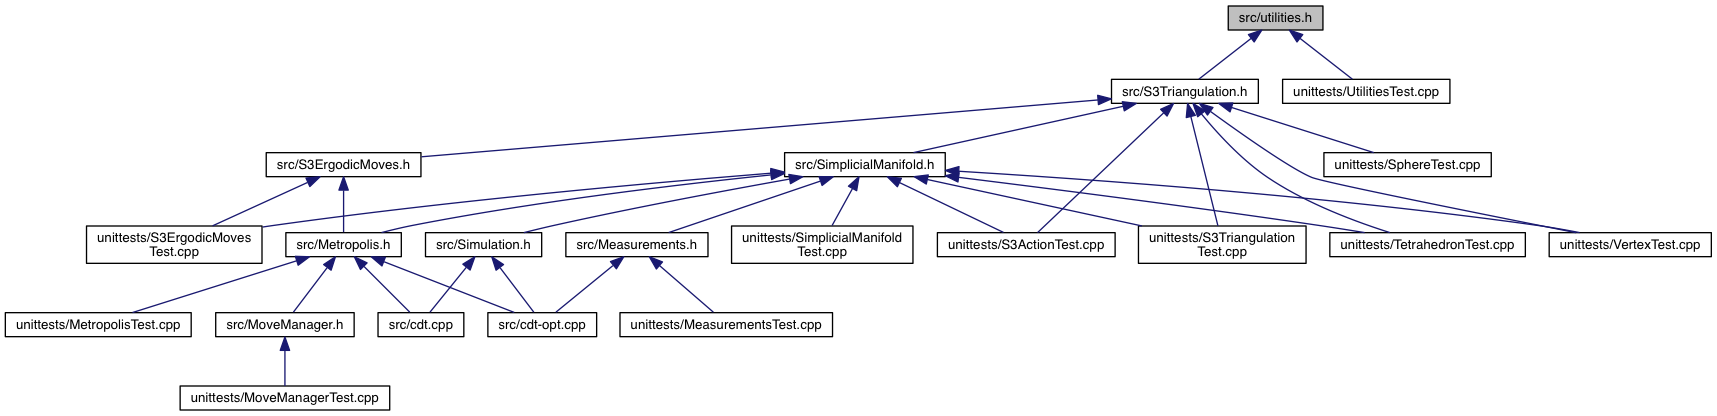 src/utilities.h
src/S3Triangulation.h
unittests/UtilitiesTest.cpp
src/S3ErgodicMoves.h
src/SimplicialManifold.h
unittests/SphereTest.cpp
unittests/S3ErgodicMoves
Test.cpp
src/Metropolis.h
src/Simulation.h
src/Measurements.h
unittests/SimplicialManifold
Test.cpp
unittests/S3ActionTest.cpp
unittests/S3Triangulation
Test.cpp
unittests/TetrahedronTest.cpp
unittests/VertexTest.cpp
unittests/MetropolisTest.cpp
src/MoveManager.h
src/cdt.cpp
src/cdt-opt.cpp
unittests/MeasurementsTest.cpp
unittests/MoveManagerTest.cpp